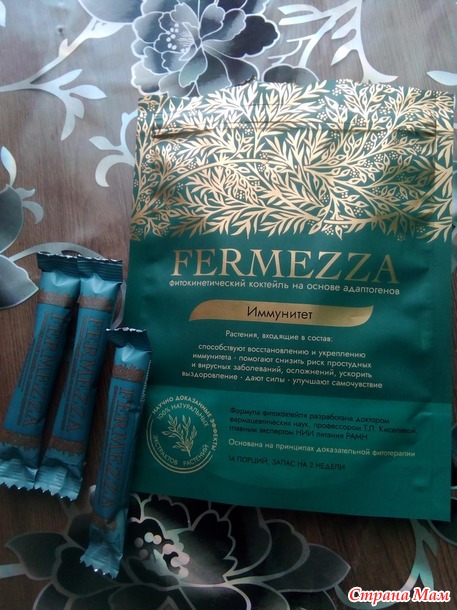 FERMEZZA
фитокинетический коктейль на основе адаптогенов
Иммунитет
Растения, входящие в состав:
способствуют восстановлению и укреплению
иммунитета - помогают снизить риск простудных
и вирусных заболеваний, осложнений, ускорить
выздоровление - дают силы - улучшают самочувствие
Формула фитококтейля разработана доктором
фармацевтических наук, профессором Т.Л. Киселевой,
главным экспертом НИИ питания РАМН
Основана на принципах доказательной фитотерапии
14 ПОРЦИЙ, ЗАПАС НА 2 НЕДЕЛИ
НАУЧНО ДОКАЗАННЫЕ ЭФФЕКТЫ
100% НАТУРАЛЬНЫХ
ЭКСТРАКТОВ РАСТЕНИЙ
FERMEZZA
FERMEZZA
FERMEZZA
Страна Мам